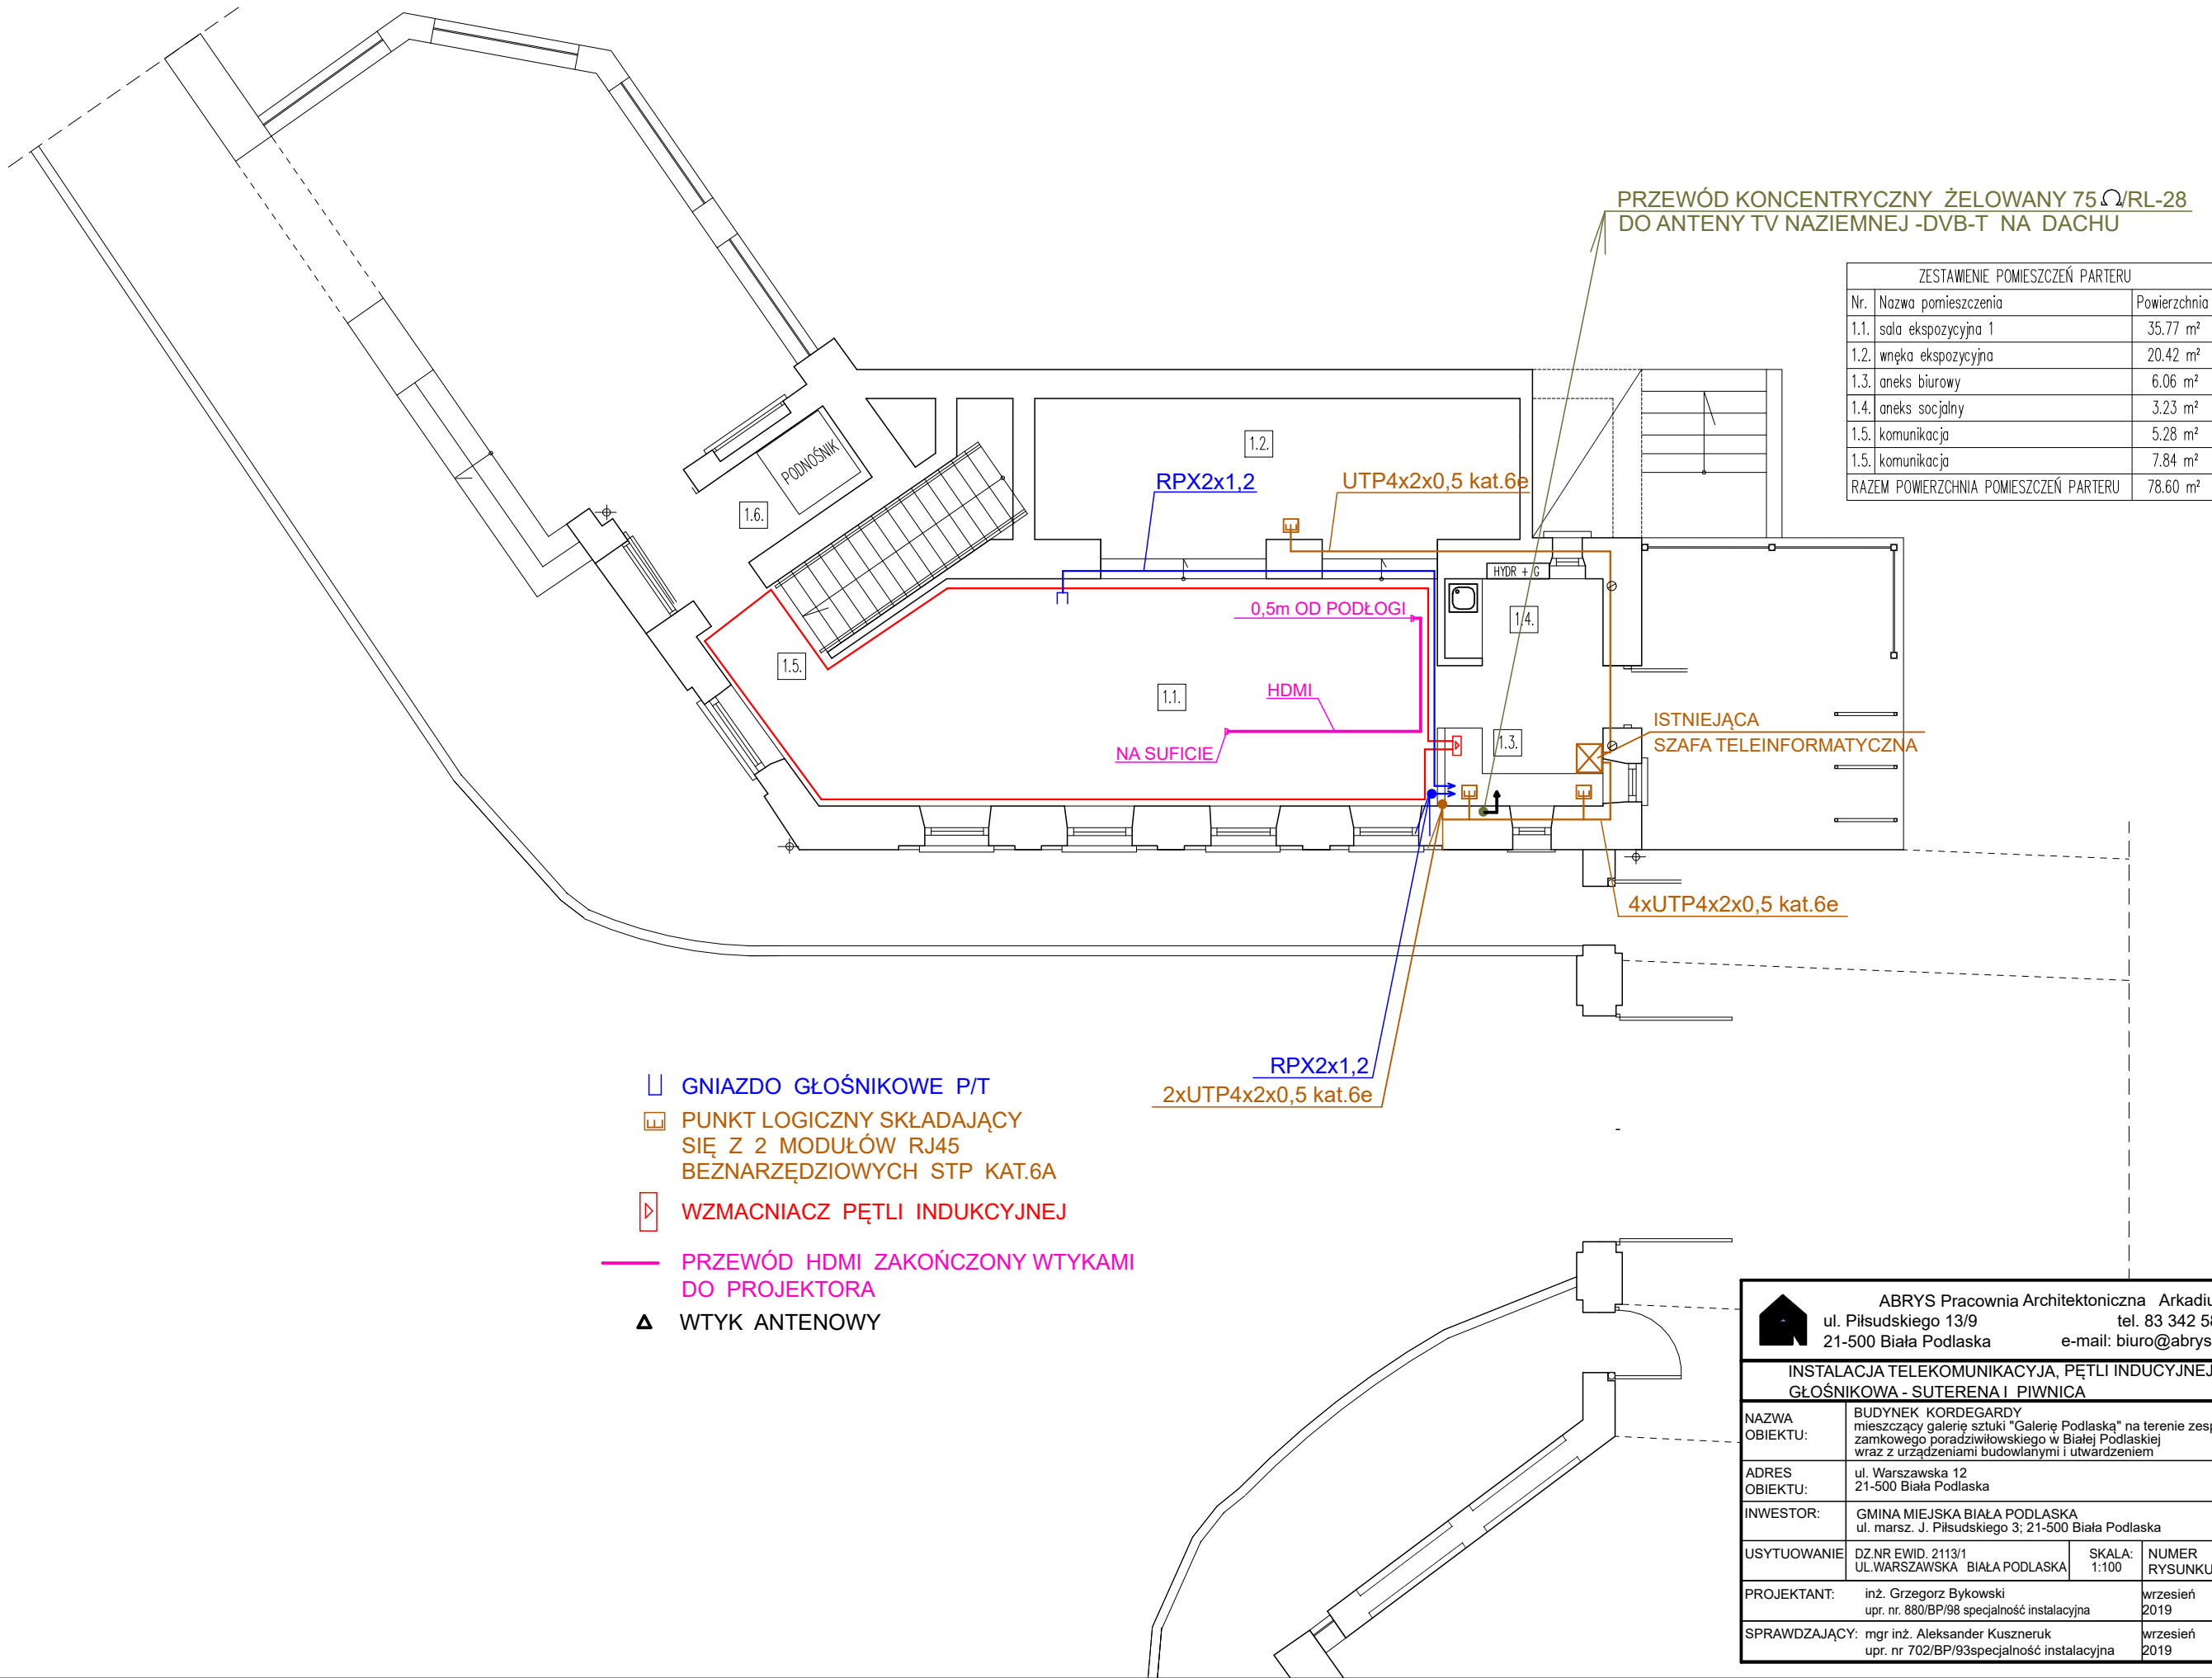 PRZEWÓD KONCENTRYCZNY ŻELOWANY 75 Ω/RL-28
DO ANTENY TV NAZIEMNEJ -DVB-T NA DACHU
ZESTAWIENIE POMIESZCZEŃ PARTERU
Nr. Nazwa pomieszczenia Powierzchnia
1.1. sala ekspozycyjna 1 35.77 m²
1.2. wnęka ekspozycyjna 20.42 m²
1.3. aneks biurowy 6.06 m²
1.4. aneks socjalny 3.23 m²
1.5. komunikacja 5.28 m²
1.5. komunikacja 7.84 m²
RAZEM POWIERZCHNIA POMIESZCZEŃ PARTERU 78.60 m²
1.2.
PODNOŚNIK
RPX2x1,2
UTP4x2x0,5 kat.6e
1.6.
HYDR + G
0,5m OD PODŁOGI
1.4.
1.5.
1.1.
HDMI
NA SUFICIE
1.3.
ISTNIEJĄCA
SZAFA TELEINFORMATYCZNA
4xUTP4x2x0,5 kat.6e
RPX2x1,2
2xUTP4x2x0,5 kat.6e
GNIAZDO GŁOŚNIKOWE P/T
PUNKT LOGICZNY SKŁADAJĄCY
SIĘ Z 2 MODUŁÓW RJ45
BEZNARZĘDZIOWYCH STP KAT.6A
WZMACNIACZ PĘTLI INDUKCYJNEJ
PRZEWÓD HDMI ZAKOŃCZONY WTYKAMI
DO PROJEKTORA
WTYK ANTENOWY
ABRYS Pracownia Architektoniczna Arkadiu
ul. Piłsudskiego 13/9 tel. 83 342 58
21-500 Biała Podlaska e-mail: biuro@abrys
INSTALACJA TELEKOMUNIKACYJA, PĘTLI INDUCYJNEJ
GŁOŚNIKOWA - SUTERENA I PIWNICA
NAZWA
OBIEKTU:
BUDYNEK KORDEGARDY
mieszczący galerię sztuki "Galerię Podlaską" na terenie zesp
zamkowego poradziwiłowskiego w Białej Podlaskiej
wraz z urządzeniami budowlanymi i utwardzeniem
ADRES
OBIEKTU:
ul. Warszawska 12
21-500 Biała Podlaska
INWESTOR:
GMINA MIEJSKA BIAŁA PODLASKA
ul. marsz. J. Piłsudskiego 3; 21-500 Biała Podlaska
USYTUOWANIE
DZ.NR EWID. 2113/1
UL.WARSZAWSKA BIAŁA PODLASKA
SKALA:
1:100
NUMER
RYSUNKU
PROJEKTANT:
inż. Grzegorz Bykowski
upr. nr. 880/BP/98 specjalność instalacyjna
wrzesień
2019
SPRAWDZAJĄCY:
mgr inż. Aleksander Kuszneruk
upr. nr 702/BP/93specjalność instalacyjna
wrzesień
2019